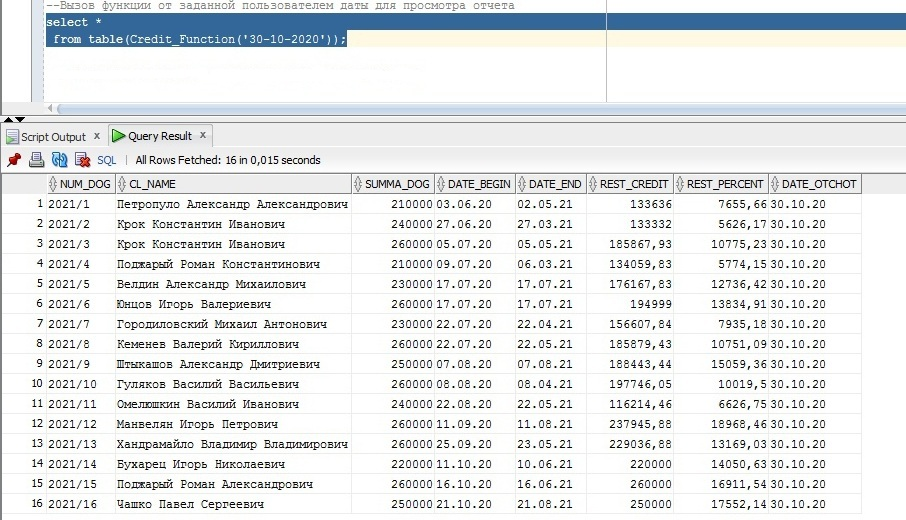 --Вызов функции от заданной пользователем даты для просмотра отчета
select *
from table(Credit_Function('30-10-2020'));
Script Output x Query Result x
SQL | All Rows Fetched: 16 in 0,015 seconds
NUM_DOG CL_NAME SUMMA_DOG DATE_BEGIN DATE_END REST_CREDIT REST_PERCENT DATE_OTCHOT
1 2021/1 Петропуло Александр Александрович 210000 03.06.20 02.05.21 133636 7655,66 30.10.20
2 2021/2 Крок Константин Иванович 240000 27.06.20 27.03.21 133332 5626,17 30.10.20
3 2021/3 Крок Константин Иванович 260000 05.07.20 05.05.21 185867,93 10775,23 30.10.20
4 2021/4 Поджарый Роман Константинович 210000 09.07.20 06.03.21 134059,83 5774,15 30.10.20
5 2021/5 Велдин Александр Михаилович 230000 17.07.20 17.07.21 176167,83 12736,42 30.10.20
6 2021/6 Юнцов Игорь Валериевич 260000 17.07.20 17.07.21 194999 13834,91 30.10.20
7 2021/7 Городиловский Михаил Антонович 230000 22.07.20 22.04.21 156607,84 7935,18 30.10.20
8 2021/8 Кеменев Валерий Кириллович 260000 22.07.20 22.05.21 185879,43 10751,09 30.10.20
9 2021/9 Штыкашов Александр Дмитриевич 250000 07.08.20 07.08.21 188443,44 15059,36 30.10.20
10 2021/10 Гуляков Василий Васильевич 260000 08.08.20 08.04.21 197746,05 10019,5 30.10.20
11 2021/11 Омелюшкин Василий Иванович 240000 22.08.20 22.05.21 116214,46 6626,75 30.10.20
12 2021/12 Манвелян Игорь Петрович 260000 11.09.20 11.08.21 237945,88 18968,46 30.10.20
13 2021/13 Хандрамайло Владимир Владимирович 260000 25.09.20 23.05.21 229036,88 13169,03 30.10.20
14 2021/14 Бухарец Игорь Николаевич 220000 11.10.20 10.06.21 220000 14050,63 30.10.20
15 2021/15 Поджарый Роман Александрович 260000 16.10.20 16.06.21 260000 16911,54 30.10.20
16 2021/16 Чашко Павел Сергеевич 250000 21.10.20 21.08.21 250000 17552,14 30.10.20